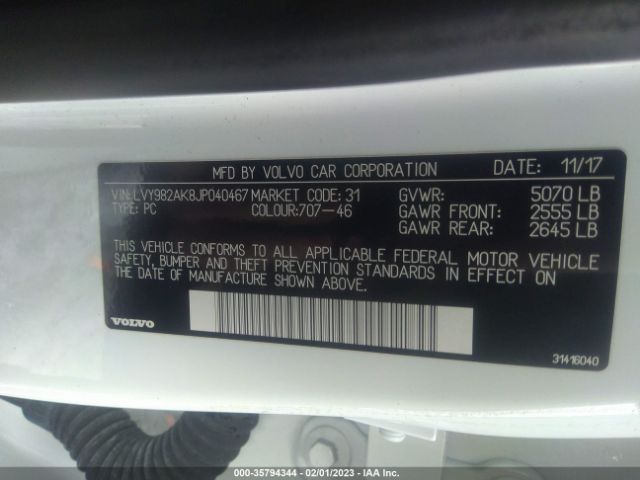 MFD BY VOLVO CAR CORPORATION DATE: 11/17
VIN:LVY982AK8JP040467 MARKET CODE: 31 GVWR: 5070 LB
TYPE: PC COLOUR:707-46 GAWR FRONT: 2555 LB
GAWR REAR: 2645 LB
THIS VEHICLE CONFORMS TO ALL APPLICABLE FEDERAL MOTOR VEHICLE
SAFETY, BUMPER AND THEFT PREVENTION STANDARDS IN EFFECT ON
THE DATE OF MANUFACTURE SHOWN ABOVE.
VOLVO
31416040
© COPYRIGHT - 35794344 - 02/01/2023 - IAA Inc.